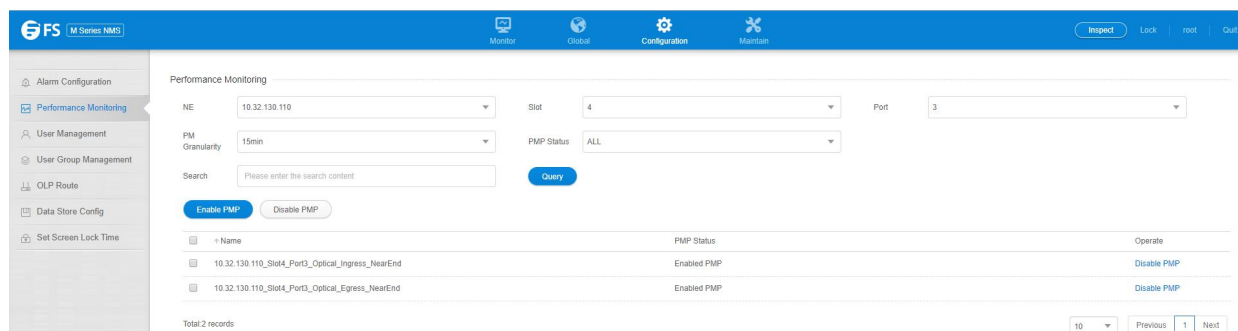 FS M Series NMS
Monitor Global Configuration Maintain
Inspect Lock root Quit
Alarm Configuration
Performance Monitoring
User Management
User Group Management
OLP Route
Data Store Config
Set Screen Lock Time
Performance Monitoring
NE 10.32.130.110 Slot 4 Port 3
PM Granularity 15min PMP Status ALL
Search Please enter the search content Query
Enable PMP Disable PMP
Name PMP Status Operate
10.32.130.110_Slot4_Port3_Optical_Ingress_NearEnd Enabled PMP Disable PMP
10.32.130.110_Slot4_Port3_Optical_Egress_NearEnd Enabled PMP Disable PMP
Total:2 records 10 Previous 1 Next